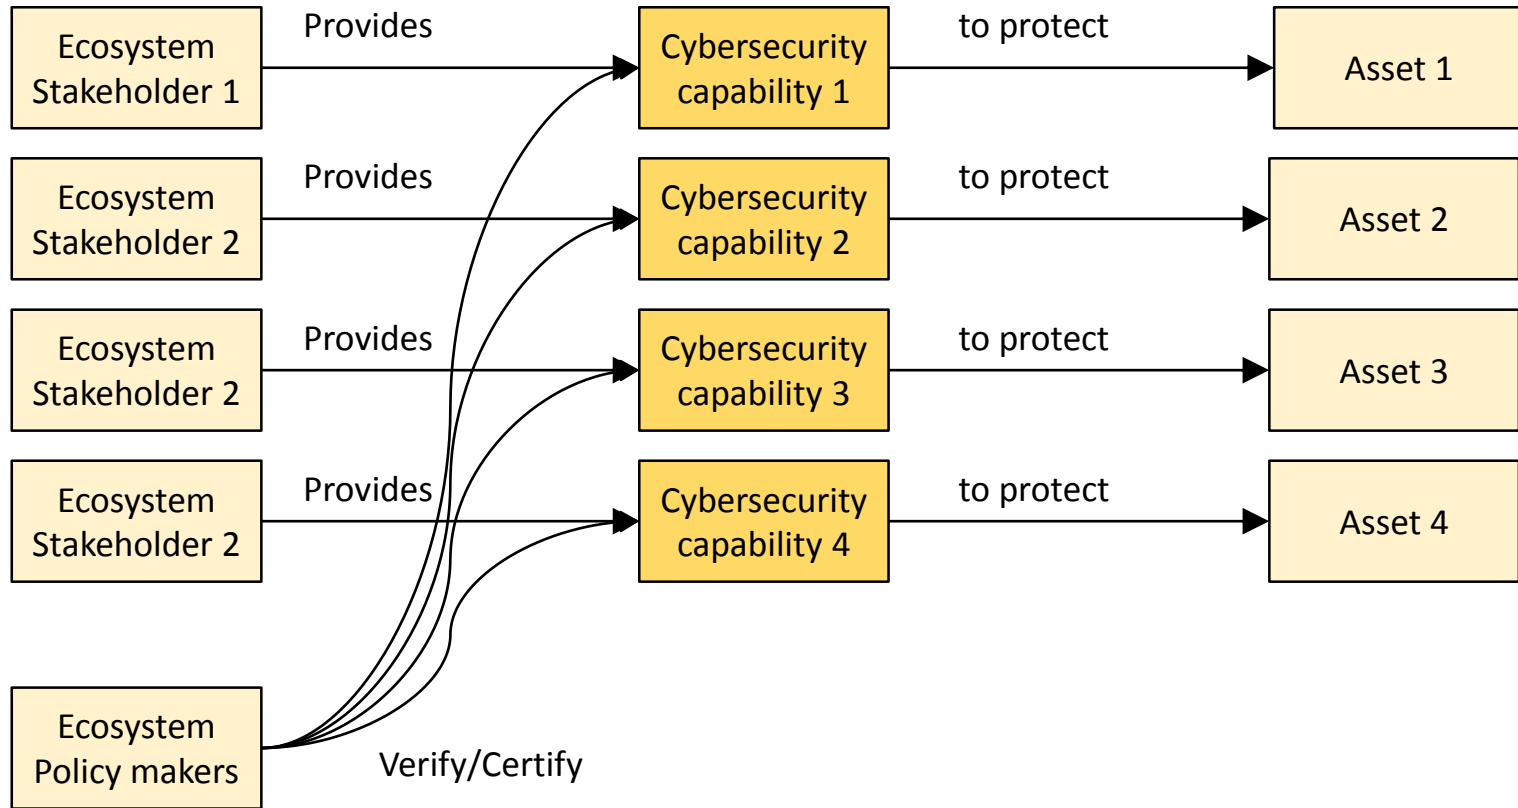 Ecosystem
Stakeholder 1
Provides
Cybersecurity
capability 1
to protect
Asset 1
Ecosystem
Stakeholder 2
Provides
Cybersecurity
capability 2
to protect
Asset 2
Ecosystem
Stakeholder 2
Provides
Cybersecurity
capability 3
to protect
Asset 3
Ecosystem
Stakeholder 2
Provides
Cybersecurity
capability 4
to protect
Asset 4
Ecosystem
Policy makers
Verify/Certify